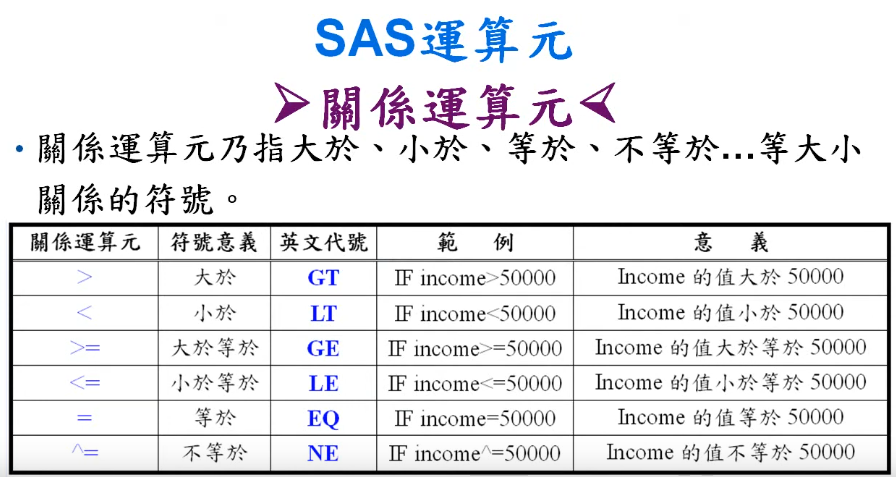 SAS運算元
➢關係運算元
• 關係運算元乃指大於、小於、等於、不等於…等大小
關係的符號。
關係運算元 符號意義 英文代號 範 例 意 義
> 大於 GT IF income>50000 Income 的值大於 50000
< 小於 LT IF income<50000 Income 的值小於 50000
>= 大於等於 GE IF income>=50000 Income 的值大於等於 50000
<= 小於等於 LE IF income<=50000 Income 的值小於等於 50000
= 等於 EQ IF income=50000 Income 的值等於 50000
^= 不等於 NE IF income^=50000 Income 的值不等於 50000